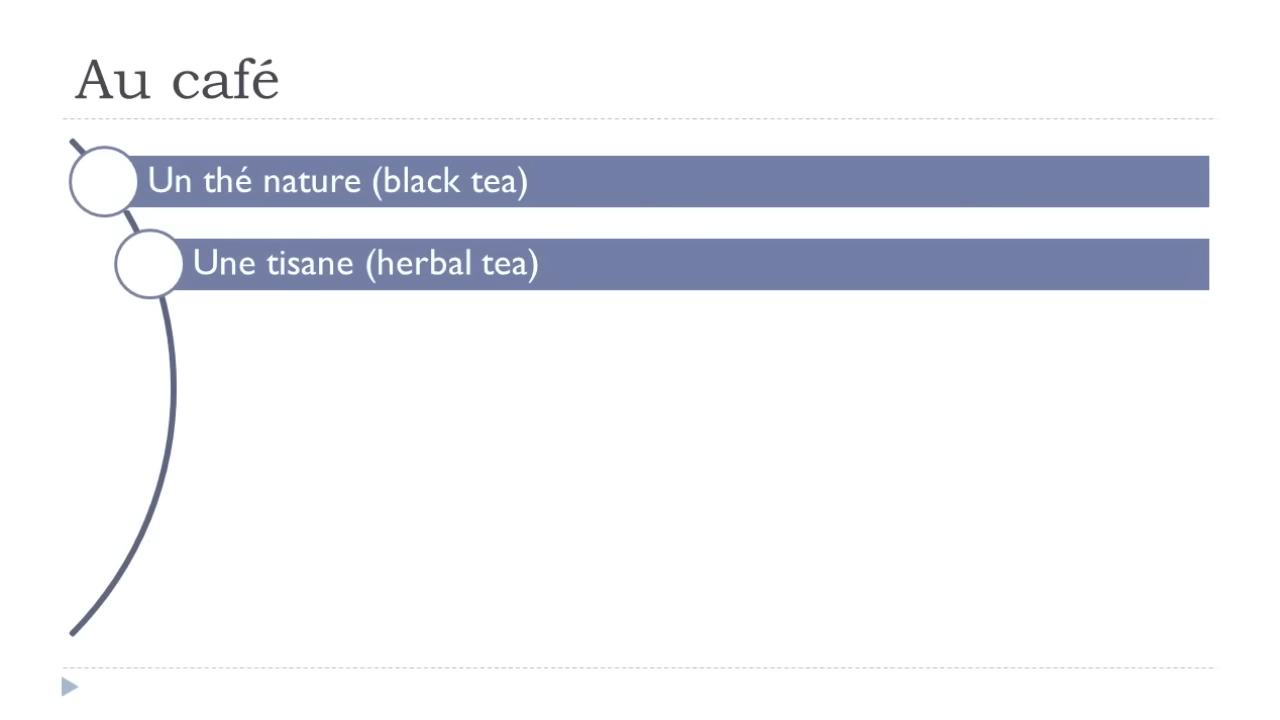 Au café
Un thé nature (black tea)
Une tisane (herbal tea)